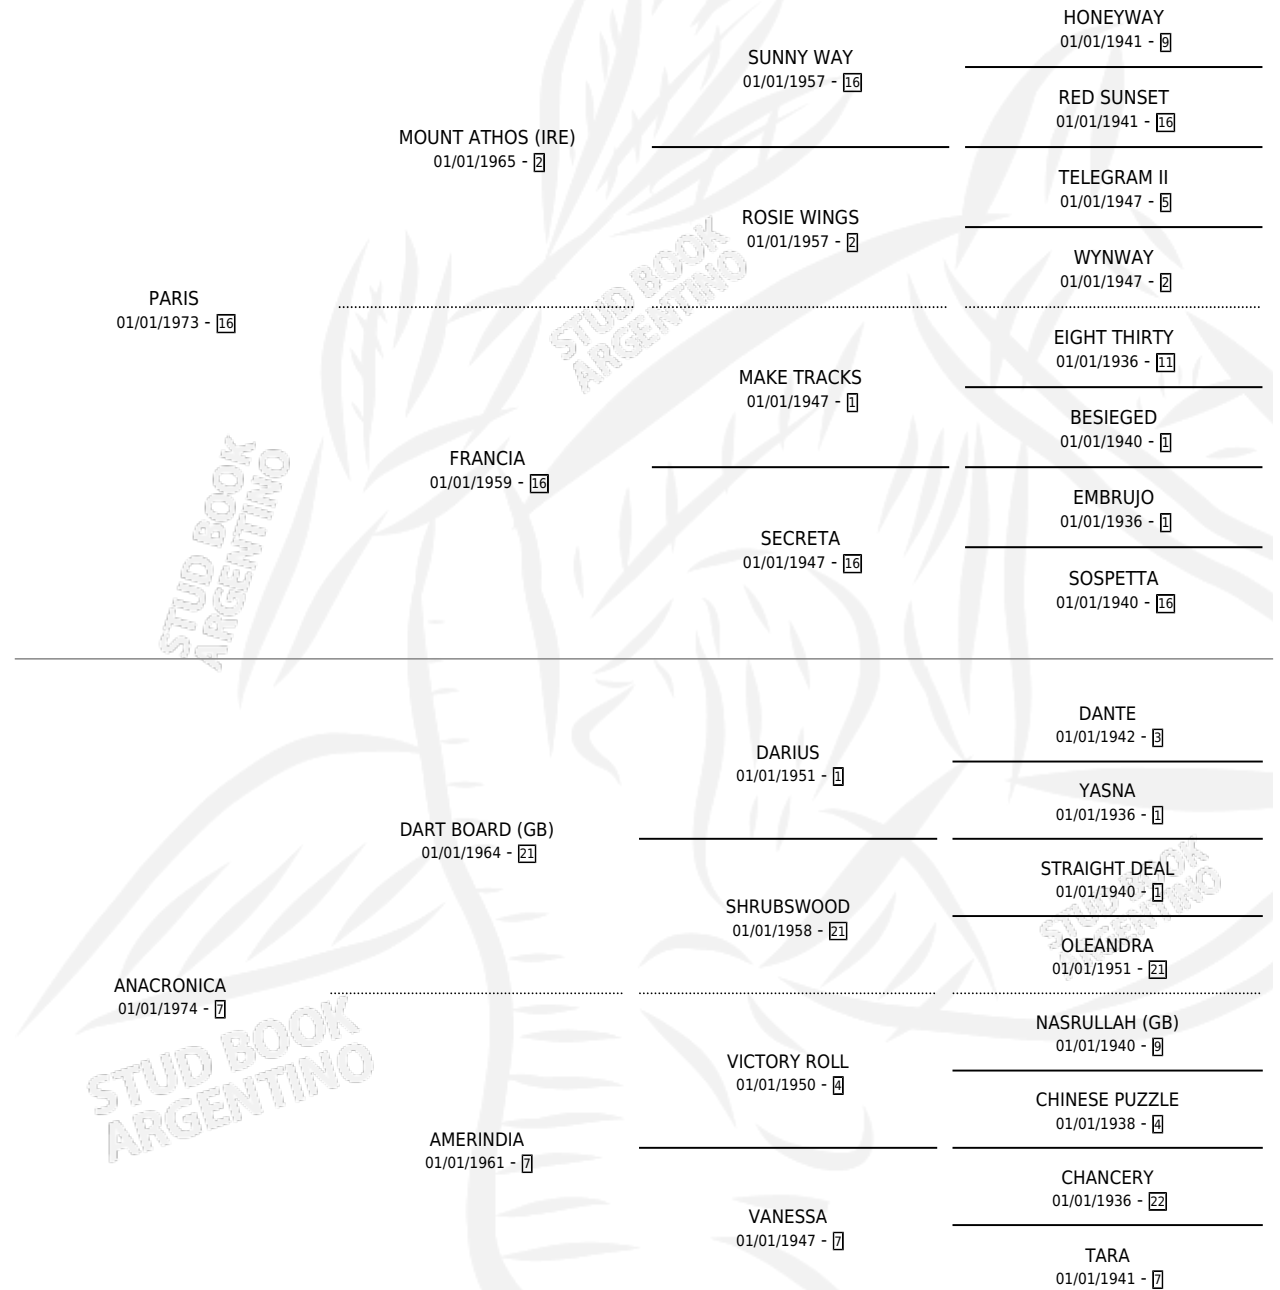 HONEYWAY
01/01/1941 - 9
SUNNY WAY
01/01/1957 - 16
RED SUNSET
01/01/1941 - 16
MOUNT ATHOS (IRE)
01/01/1965 - 2
TELEGRAM II
01/01/1947 - 5
ROSIE WINGS
01/01/1957 - 2
WYNWAY
01/01/1947 - 2
PARIS
01/01/1973 - 16
EIGHT THIRTY
01/01/1936 - 11
MAKE TRACKS
01/01/1947 - 1
BESIEGED
01/01/1940 - 1
FRANCIA
01/01/1959 - 16
EMBRUJO
01/01/1936 - 1
SECRETA
01/01/1947 - 16
SOSPETTA
01/01/1940 - 16
DANTE
01/01/1942 - 3
DARIUS
01/01/1951 - 1
YASNA
01/01/1936 - 1
DART BOARD (GB)
01/01/1964 - 21
STRAIGHT DEAL
01/01/1940 - 1
SHRUBSWOOD
01/01/1958 - 21
OLEANDRA
01/01/1951 - 21
ANACRONICA
01/01/1974 - 7
NASRULLAH (GB)
01/01/1940 - 9
VICTORY ROLL
01/01/1950 - 4
CHINESE PUZZLE
01/01/1938 - 4
AMERINDIA
01/01/1961 - 7
CHANCERY
01/01/1936 - 22
VANESSA
01/01/1947 - 7
TARA
01/01/1941 - 7
STUD BOOK
ARGENTINO
STUD BOOK
ARGENTINO
STUD BOOK
ARGENTINO
STUD BOOK
ARGENTINO